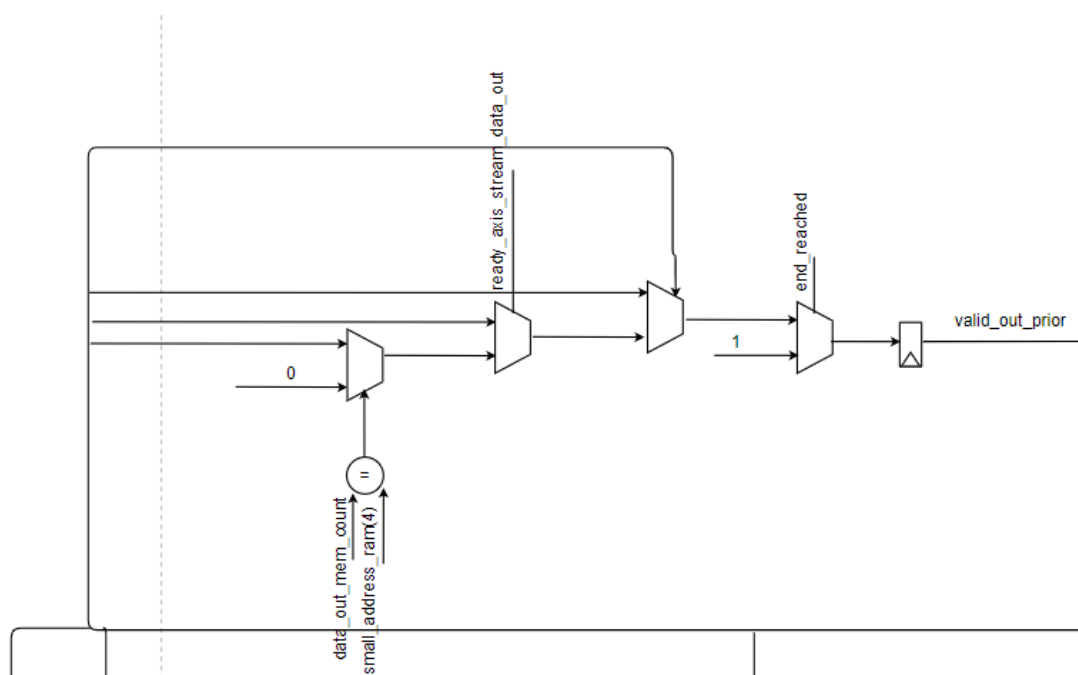 ready_axis_stream_data_out
end_reached
valid_out_prior
1
0
=
data_out_mem_count
small_address_ram(4)